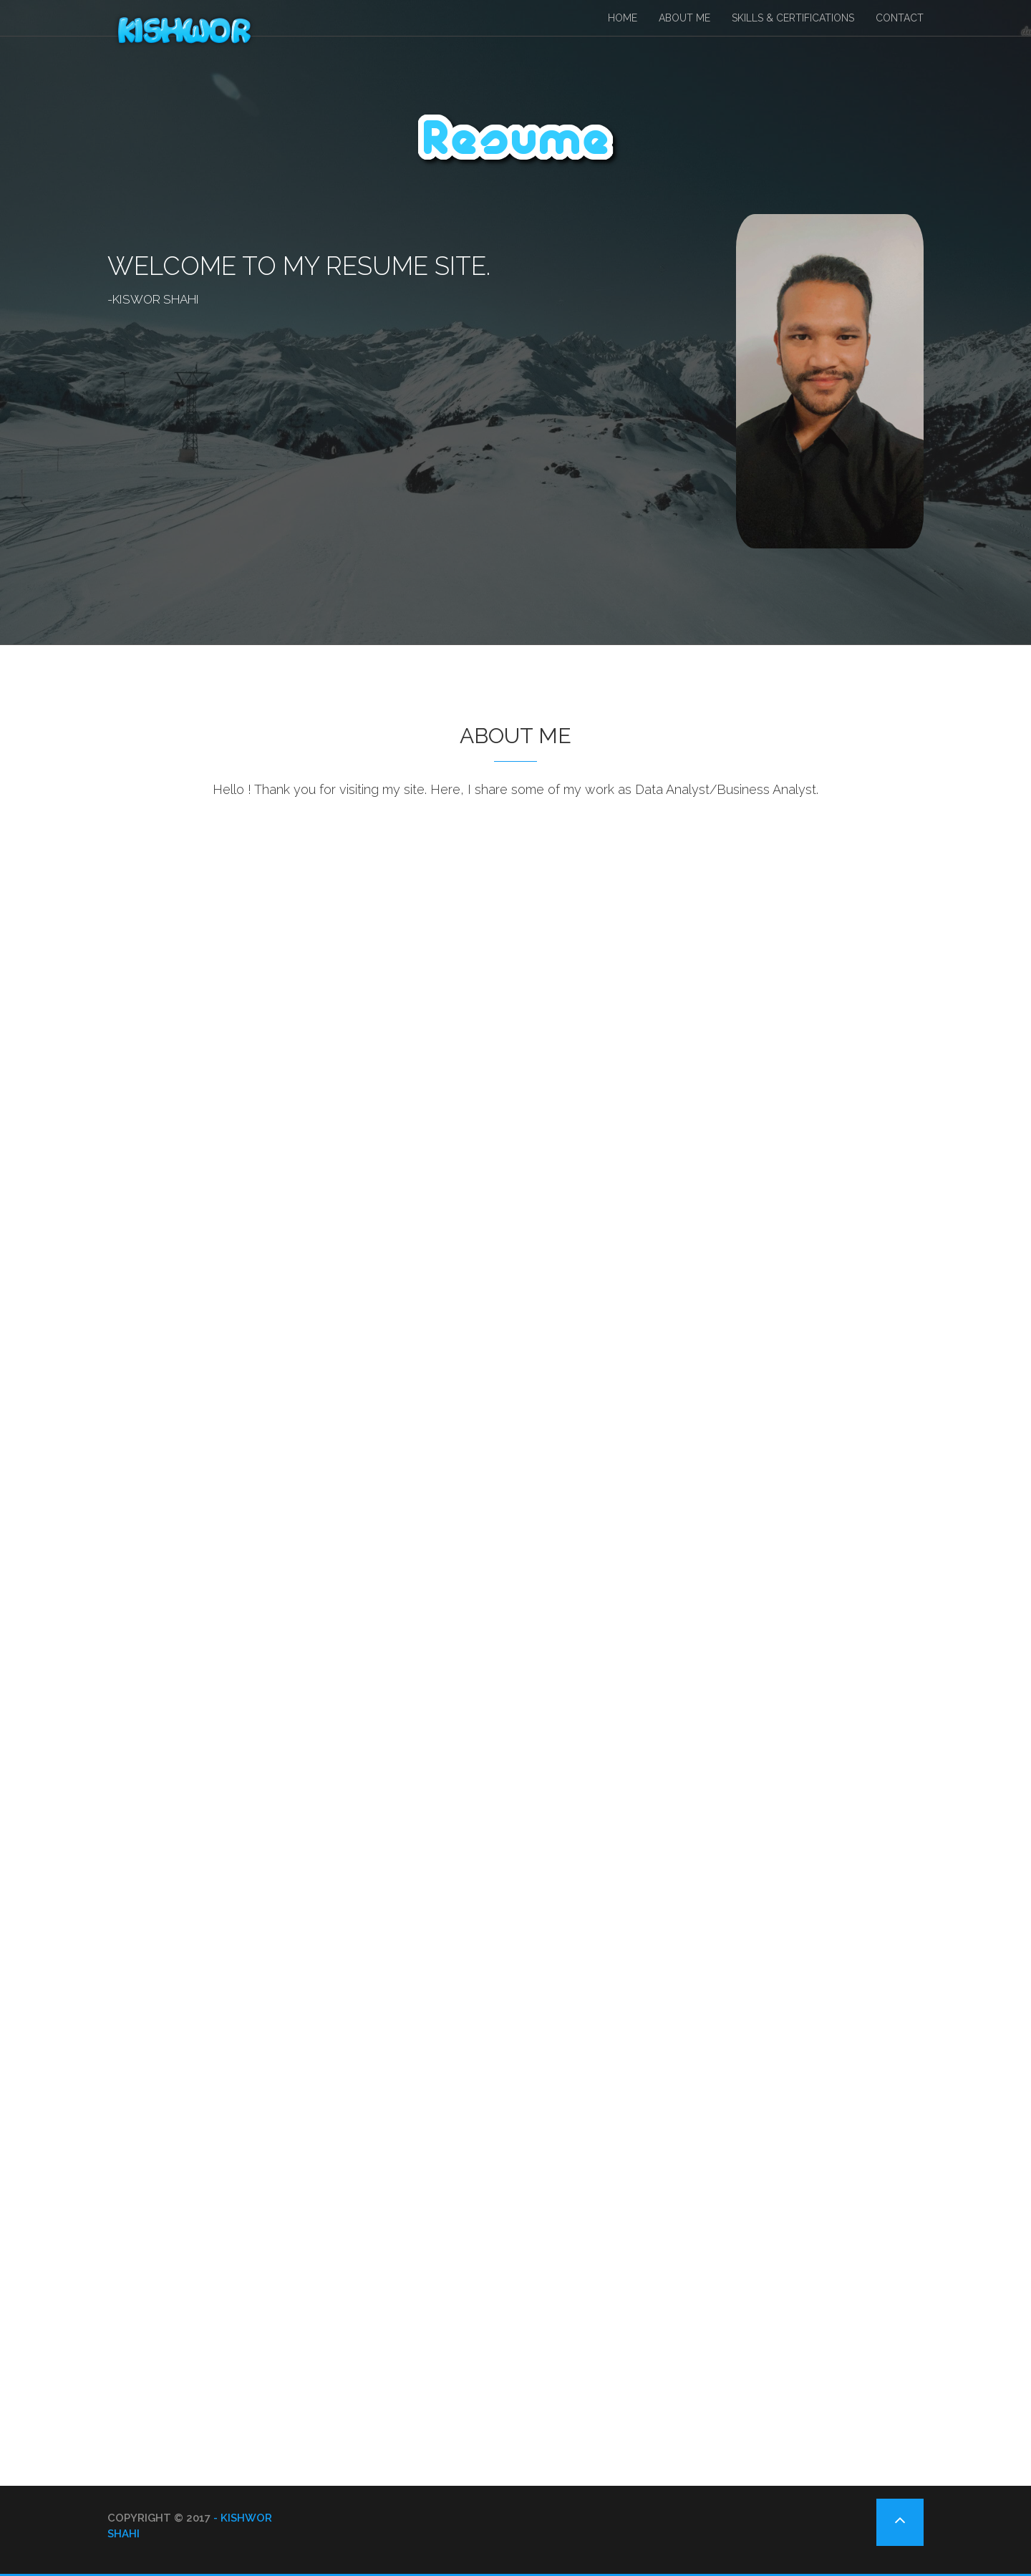 KISHWOR
HOME ABOUT ME SKILLS & CERTIFICATIONS CONTACT
Resume
WELCOME TO MY RESUME SITE.
-KISWOR SHAHI
ABOUT ME
Hello ! Thank you for visiting my site. Here, I share some of my work as Data Analyst/Business Analyst.
COPYRIGHT © 2017 - KISHWOR
SHAHI